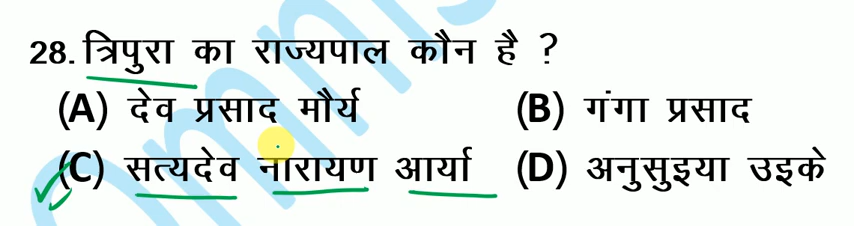 28. त्रिपुरा का राज्यपाल कौन है ?
(A) देव प्रसाद मौर्य (B) गंगा प्रसाद
(C) सत्यदेव नारायण आर्या (D) अनुसुइया उइके